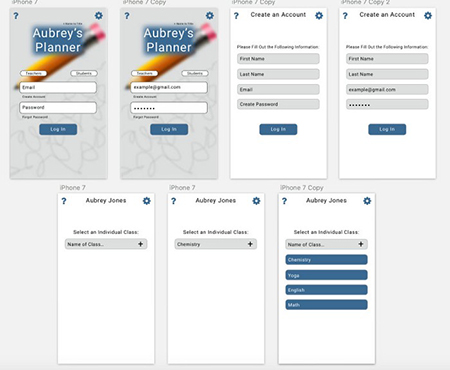 iPhone 7
iPhone 7 Copy
iPhone 7 Copy
iPhone 7 Copy 2
?
Aubrey's
Planner
Teachers
Students
Email
Create Account
Password
Forgot Password
Log In
?
Aubrey's
Planner
Teachers
Students
example@gmail.com
Create Account
•••••••
Forgot Password
Log In
?
Create an Account
Please Fill Out the Following Information:
First Name
Last Name
Email
Create Password
Log In
?
Create an Account
Please Fill Out the Following Information:
First Name
Last Name
example@gmail.com
•••••••
Log In
iPhone 7
iPhone 7
iPhone 7 Copy
?
Aubrey Jones
Select an Individual Class:
Name of Class.. +
?
Aubrey Jones
Select an Individual Class:
Chemistry +
?
Aubrey Jones
Select an Individual Class:
Name of Class.. +
Chemistry
Yoga
English
Math